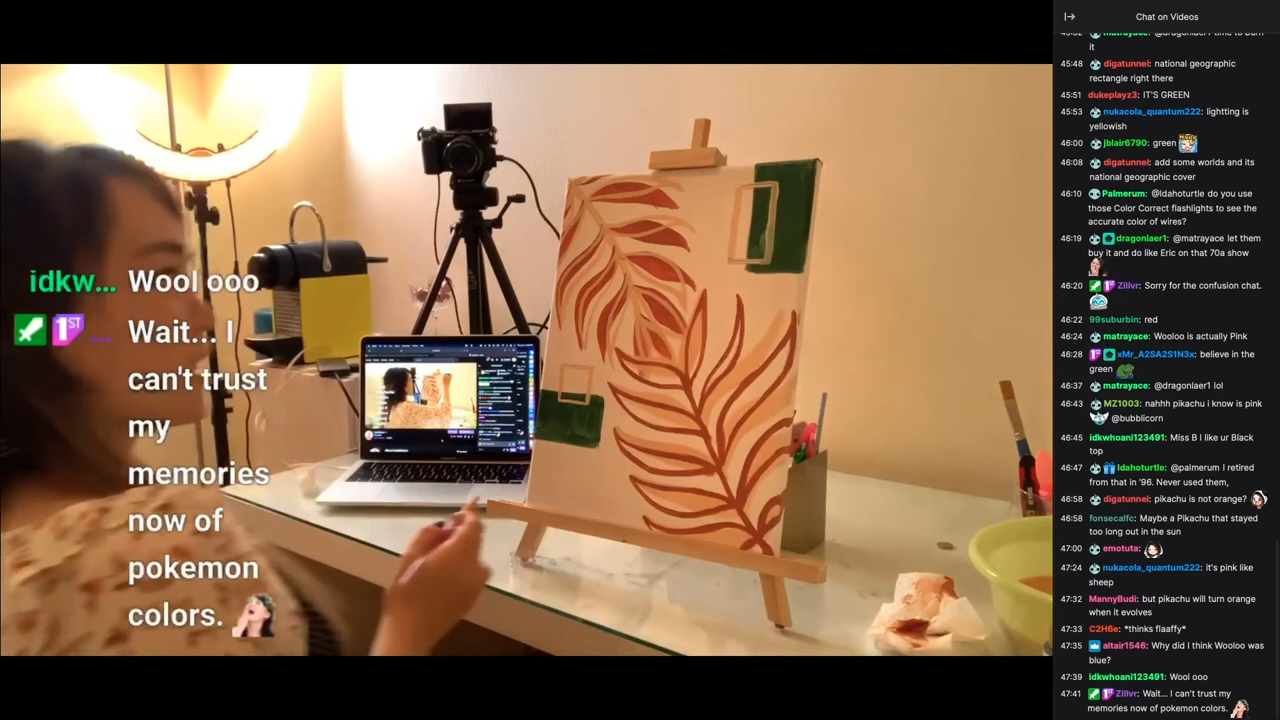 idkw... Wool ooo
1ST ... Wait... I
can't trust
my
memories
now of
pokemon
colors.
SONY
Chat on Videos
it
45:48 digatunnel: national geographic
rectangle right there
45:51 dukeplayz3: IT'S GREEN
45:53 nukacola_quantum222: lightting is
yellowish
46:00 jblair6790: green
46:08 digatunnel: add some worlds and its
national geographic cover
46:10 Palmerum: @Idahoturtle do you use
those Color Correct flashlights to see the
accurate color of wires?
46:19 dragonlaer1: @matrayace let them
buy it and do like Eric on that 70a show
46:20 Zillvr: Sorry for the confusion chat.
46:22 99suburbin: red
46:24 matrayace: Wooloo is actually Pink
46:28 xMr_A2SA2S1N3x: believe in the
green
46:37 matrayace: @dragonlaer1 lol
46:43 MZ1003: nahhh pikachu i know is pink
@bubblicorn
46:45 idkwhoani123491: Miss B I like ur Black
top
46:47 Idahoturtle: @palmerum I retired
from that in '96. Never used them,
46:58 digatunnel: pikachu is not orange?
46:58 fonsecalfc: Maybe a Pikachu that stayed
too long out in the sun
47:00 emotuta:
47:24 nukacola_quantum222: it's pink like
sheep
47:32 MannyBudi: but pikachu will turn orange
when it evolves
47:33 C2H6e: *thinks flaaffy*
47:35 altair1546: Why did I think Wooloo was
blue?
47:39 idkwhoani123491: Wool ooo
47:41 Zillvr: Wait... I can't trust my
memories now of pokemon colors.